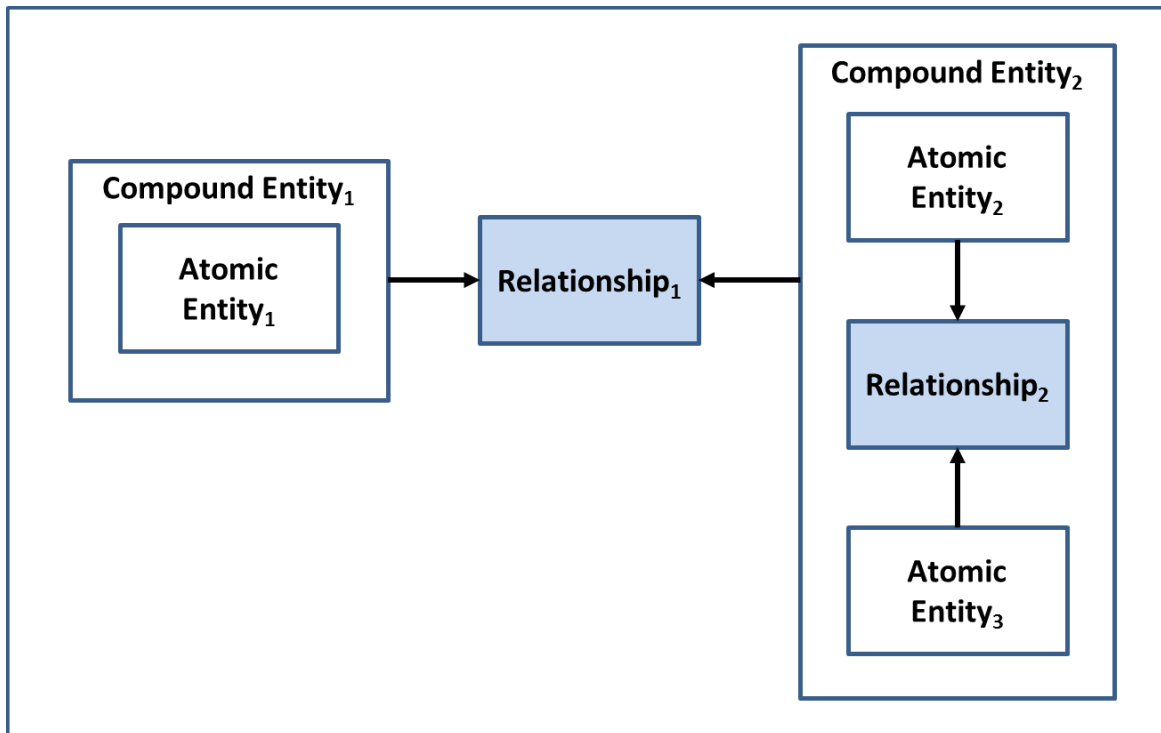 Compound Entity₁
Atomic
Entity₁
Relationship₁
Compound Entity₂
Atomic
Entity₂
Relationship₂
Atomic
Entity₃